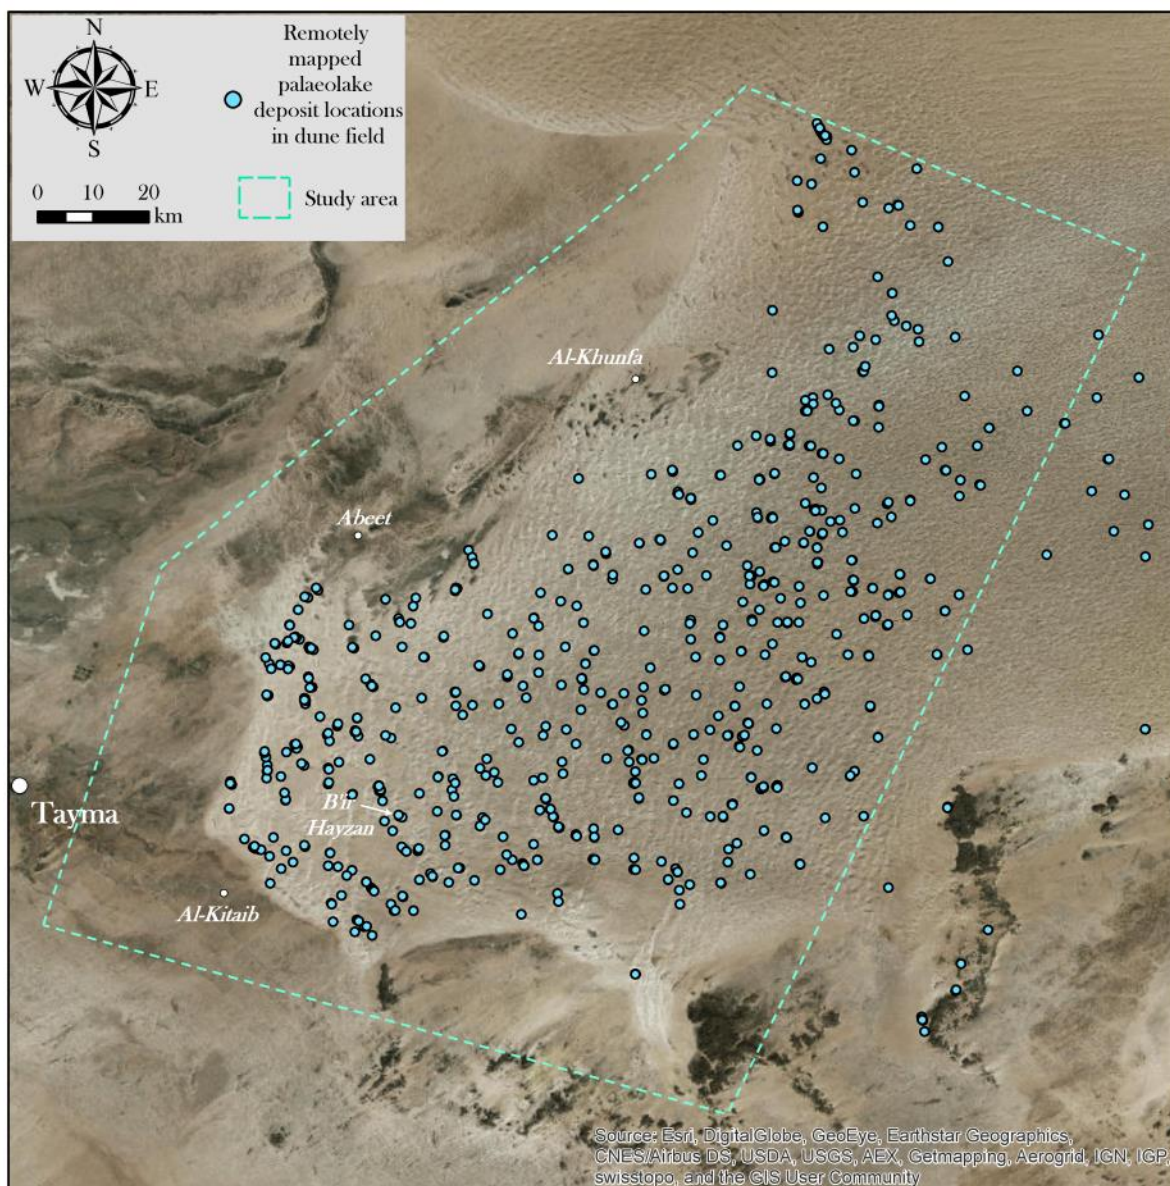 N
W
E
S
0 10 20
km
Remotely
mapped
palaeolake
deposit locations
in dune field
Study area
Al-Khunfa
Abeet
B'ir
Hayzan
Tayma
Al-Kitaib
Source: Esri, DigitalGlobe, GeoEye, Earthstar Geographics,
CNES/Airbus DS, USDA, USGS, AEX, Getmapping, Aerogrid, IGN, IGP,
swisstopo, and the GIS User Community